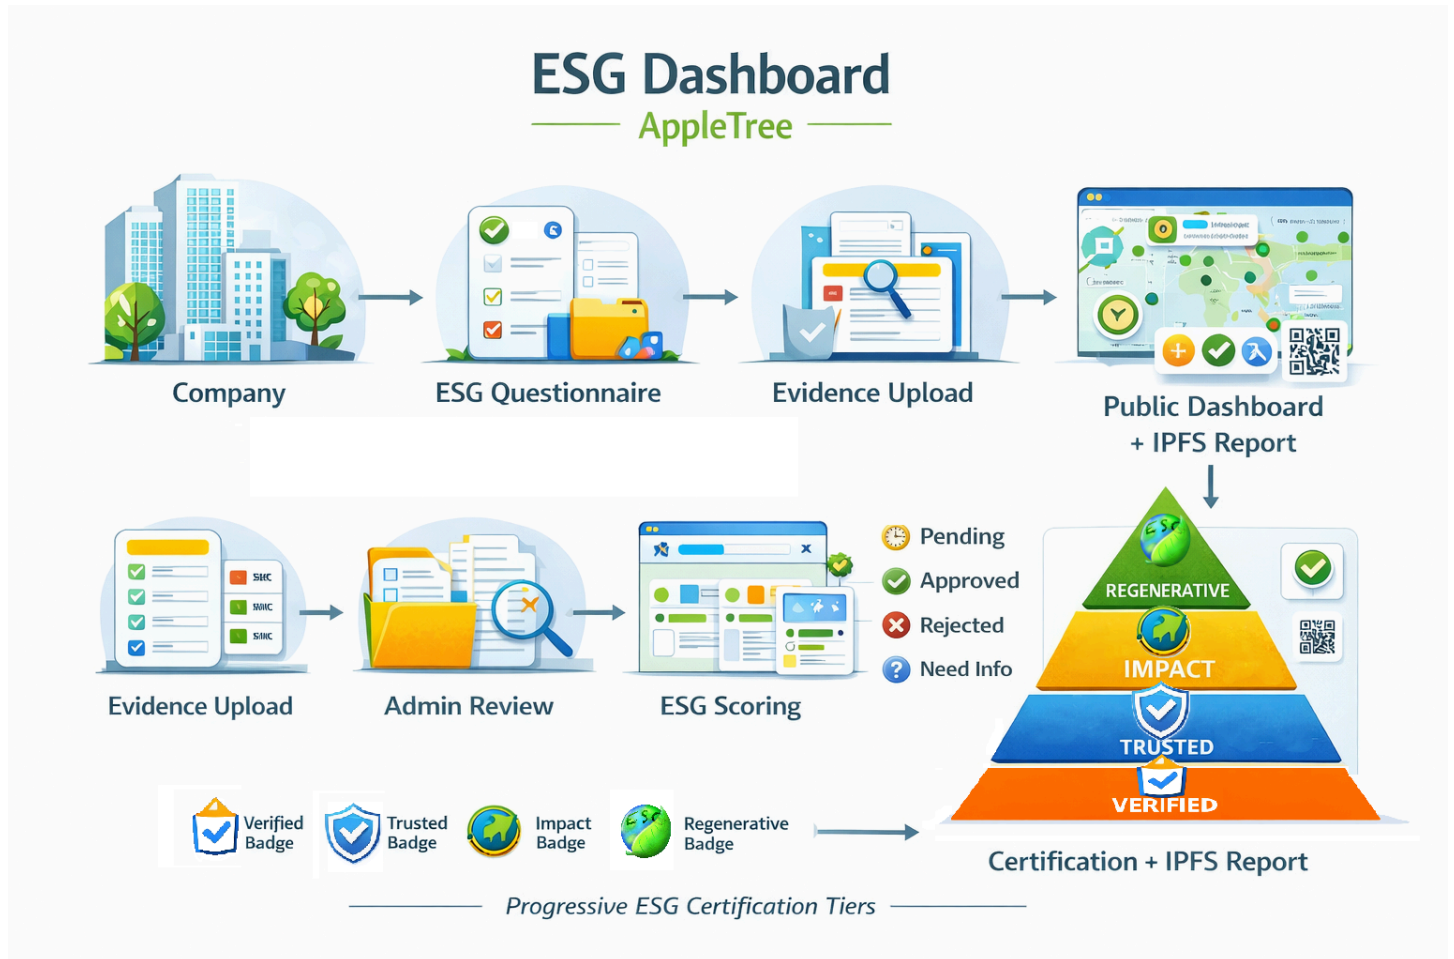 ESG Dashboard
AppleTree
Company
ESG Questionnaire
Evidence Upload
Public Dashboard
+ IPFS Report
Evidence Upload
Admin Review
ESG Scoring
Pending
Approved
Rejected
Need Info
REGENERATIVE
IMPACT
TRUSTED
VERIFIED
Verified
Badge
Trusted
Badge
Impact
Badge
Regenerative
Badge
Certification + IPFS Report
Progressive ESG Certification Tiers